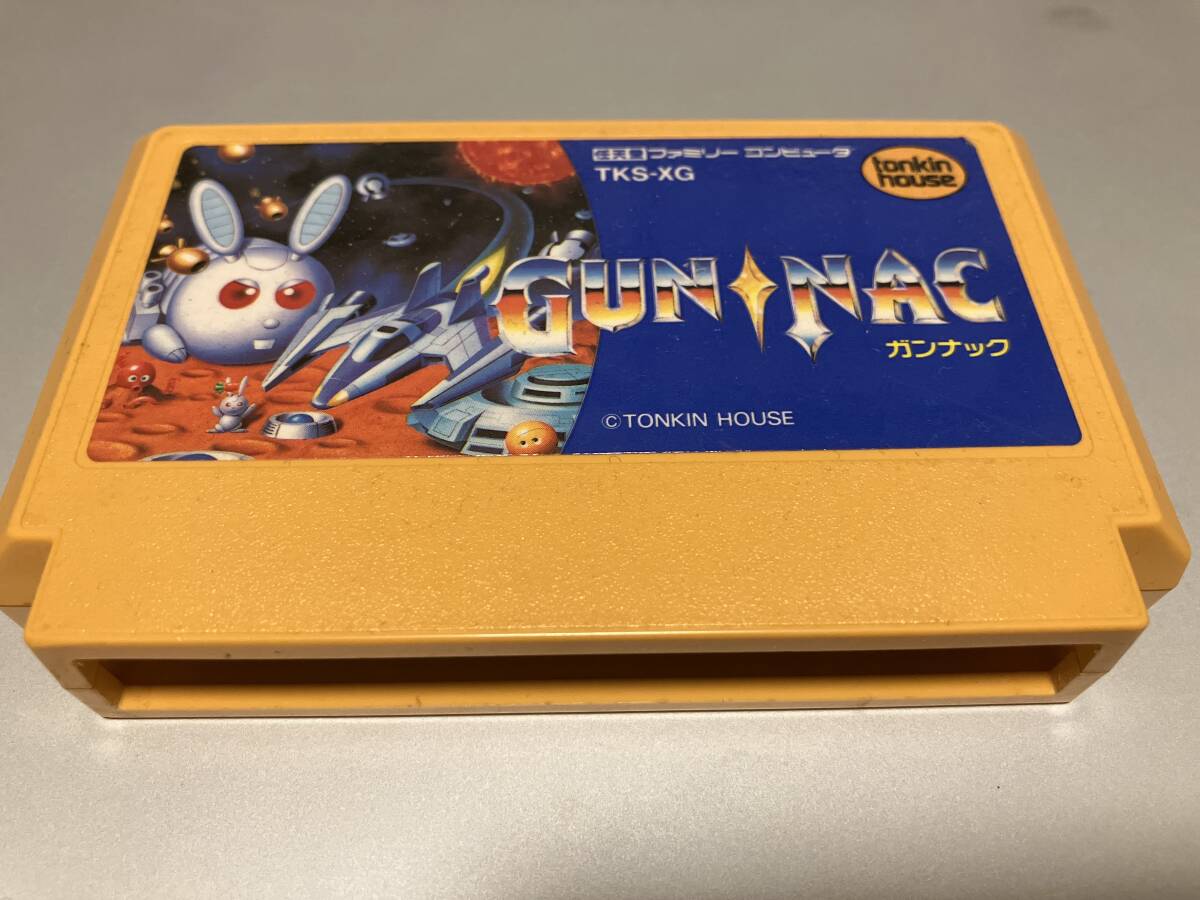 任天堂 ファミリー コンピュータ
TKS-XG
tonkin
house
GUN NAC
ガンナック
©TONKIN HOUSE